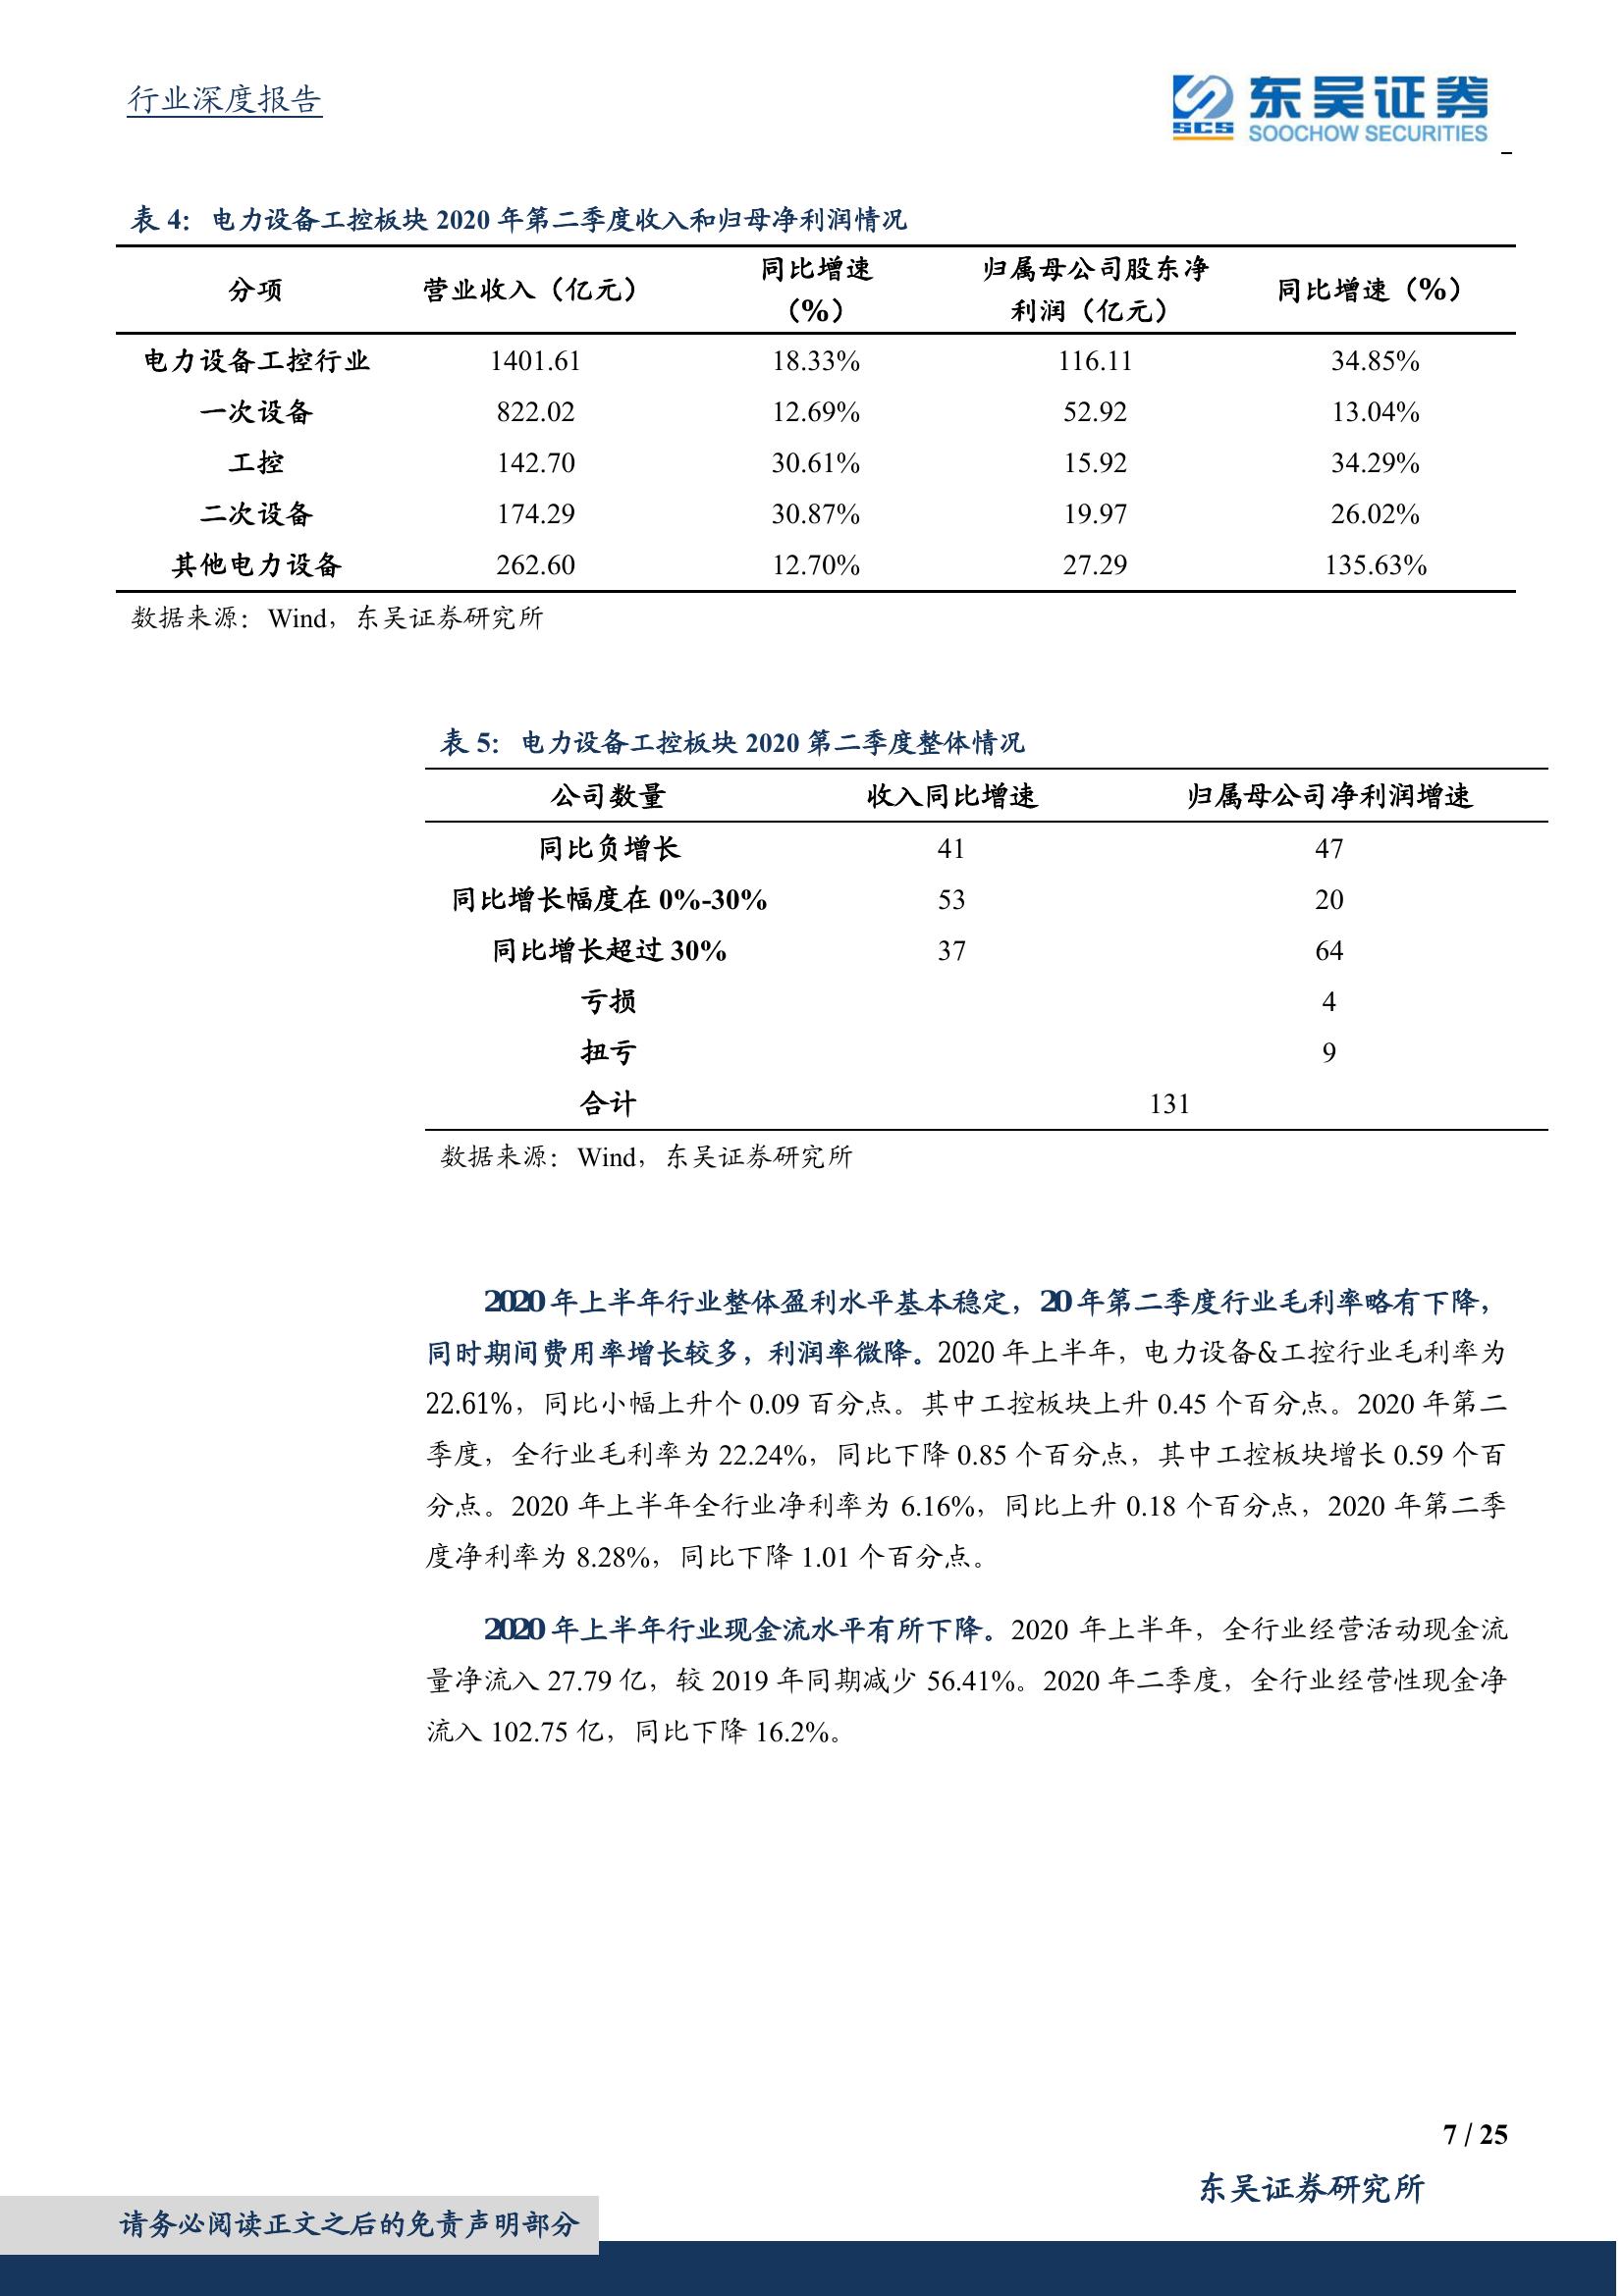 行业深度报告
东吴证券
SCS
SOOCHOW SECURITIES
表 4：电力设备工控板块 2020 年第二季度收入和归母净利润情况
分项 营业收入（亿元） 同比增速（%） 归属母公司股东净利润（亿元） 同比增速（%）
电力设备工控行业 1401.61 18.33% 116.11 34.85%
一次设备 822.02 12.69% 52.92 13.04%
工控 142.70 30.61% 15.92 34.29%
二次设备 174.29 30.87% 19.97 26.02%
其他电力设备 262.60 12.70% 27.29 135.63%
数据来源：Wind，东吴证券研究所
表 5：电力设备工控板块 2020 第二季度整体情况
公司数量 收入同比增速 归属母公司净利润增速
同比负增长 41 47
同比增长幅度在 0%-30% 53 20
同比增长超过 30% 37 64
亏损 4
扭亏 9
合计 131
数据来源：Wind，东吴证券研究所
2020 年上半年行业整体盈利水平基本稳定，20 年第二季度行业毛利率略有下降，
同时期间费用率增长较多，利润率微降。2020 年上半年，电力设备&工控行业毛利率为
22.61%，同比小幅上升个 0.09 百分点。其中工控板块上升 0.45 个百分点。2020 年第二
季度，全行业毛利率为 22.24%，同比下降 0.85 个百分点，其中工控板块增长 0.59 个百
分点。2020 年上半年全行业净利率为 6.16%，同比上升 0.18 个百分点，2020 年第二季
度净利率为 8.28%，同比下降 1.01 个百分点。
2020 年上半年行业现金流水平有所下降。2020 年上半年，全行业经营活动现金流
量净流入 27.79 亿，较 2019 年同期减少 56.41%。2020 年二季度，全行业经营性现金净
流入 102.75 亿，同比下降 16.2%。
7 / 25
东吴证券研究所
请务必阅读正文之后的免责声明部分